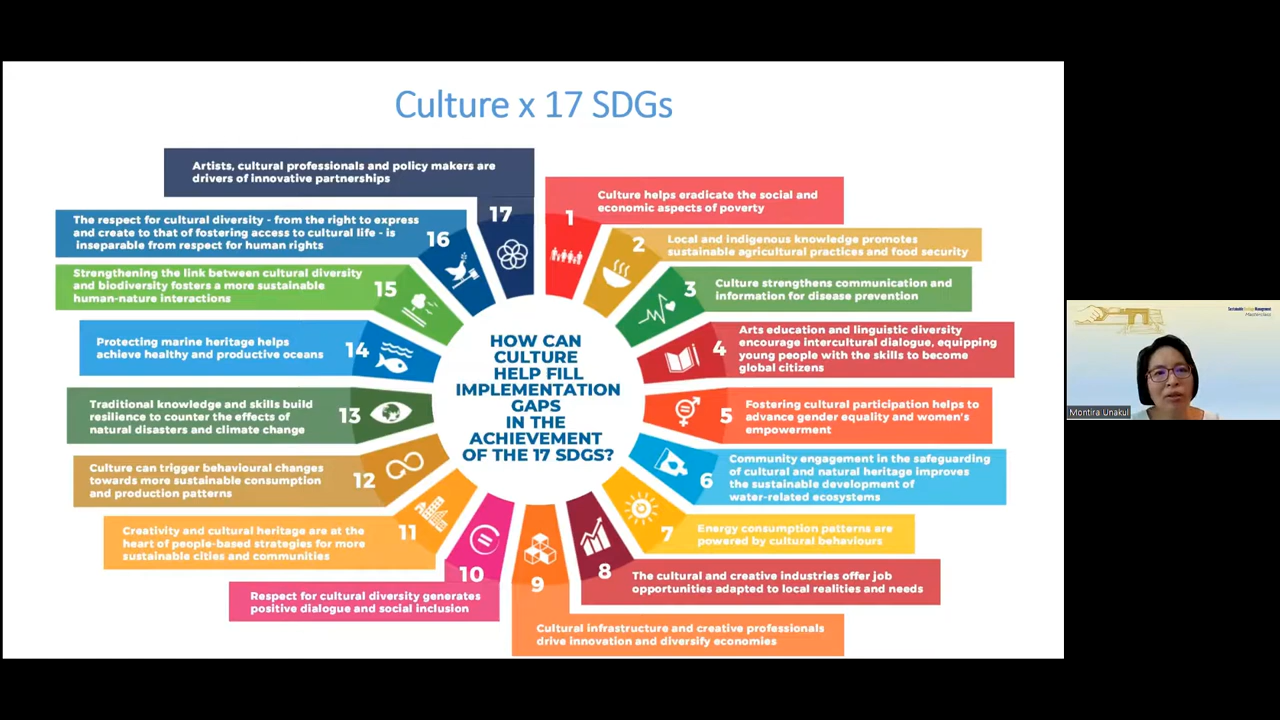 Culture x 17 SDGs
Artists, cultural professionals and policy makers are
drivers of innovative partnerships
17
The respect for cultural diversity - from the right to express
and create to that of fostering access to cultural life - is
inseparable from respect for human rights
16
Strengthening the link between cultural diversity
and biodiversity fosters a more sustainable
human-nature interactions
15
Protecting marine heritage helps
achieve healthy and productive oceans
14
Traditional knowledge and skills build
resilience to counter the effects of
natural disasters and climate change
13
Culture can trigger behavioural changes
towards more sustainable consumption
and production patterns
12
Creativity and cultural heritage are at the
heart of people-based strategies for more
sustainable cities and communities
11
Respect for cultural diversity generates
positive dialogue and social inclusion
10
HOW CAN
CULTURE
HELP FILL
IMPLEMENTATION
GAPS
IN THE
ACHIEVEMENT
OF THE 17 SDGS?
1
Culture helps eradicate the social and
economic aspects of poverty
2
Local and indigenous knowledge promotes
sustainable agricultural practices and food security
3
Culture strengthens communication and
information for disease prevention
4
Arts education and linguistic diversity
encourage intercultural dialogue, equipping
young people with the skills to become
global citizens
5
Fostering cultural participation helps to
advance gender equality and women's
empowerment
6
Community engagement in the safeguarding
of cultural and natural heritage improves
the sustainable development of
water-related ecosystems
7
Energy consumption patterns are
powered by cultural behaviours
8
The cultural and creative industries offer job
opportunities adapted to local realities and needs
9
Cultural infrastructure and creative professionals
drive innovation and diversify economies
Sustainable Heritage Management
Masterclass
Montira Unakul